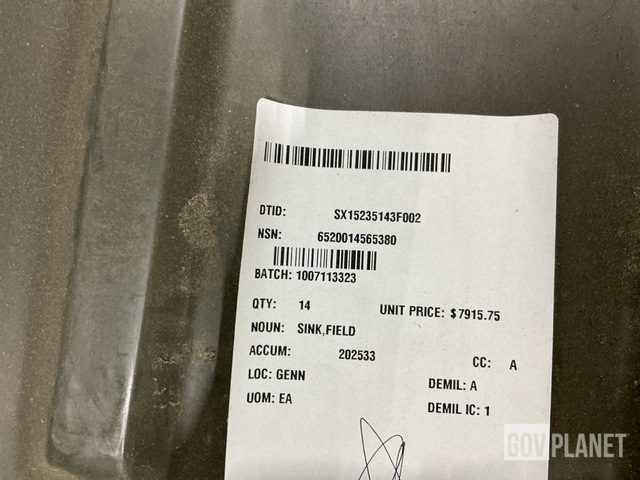 DTID: SX15235143F002
NSN: 6520014565380
BATCH: 1007113323
QTY: 14 UNIT PRICE: $7915.75
NOUN: SINK,FIELD
ACCUM: 202533 CC: A
LOC: GENN DEMIL: A
UOM: EA DEMIL IC: 1
GOVPLANET